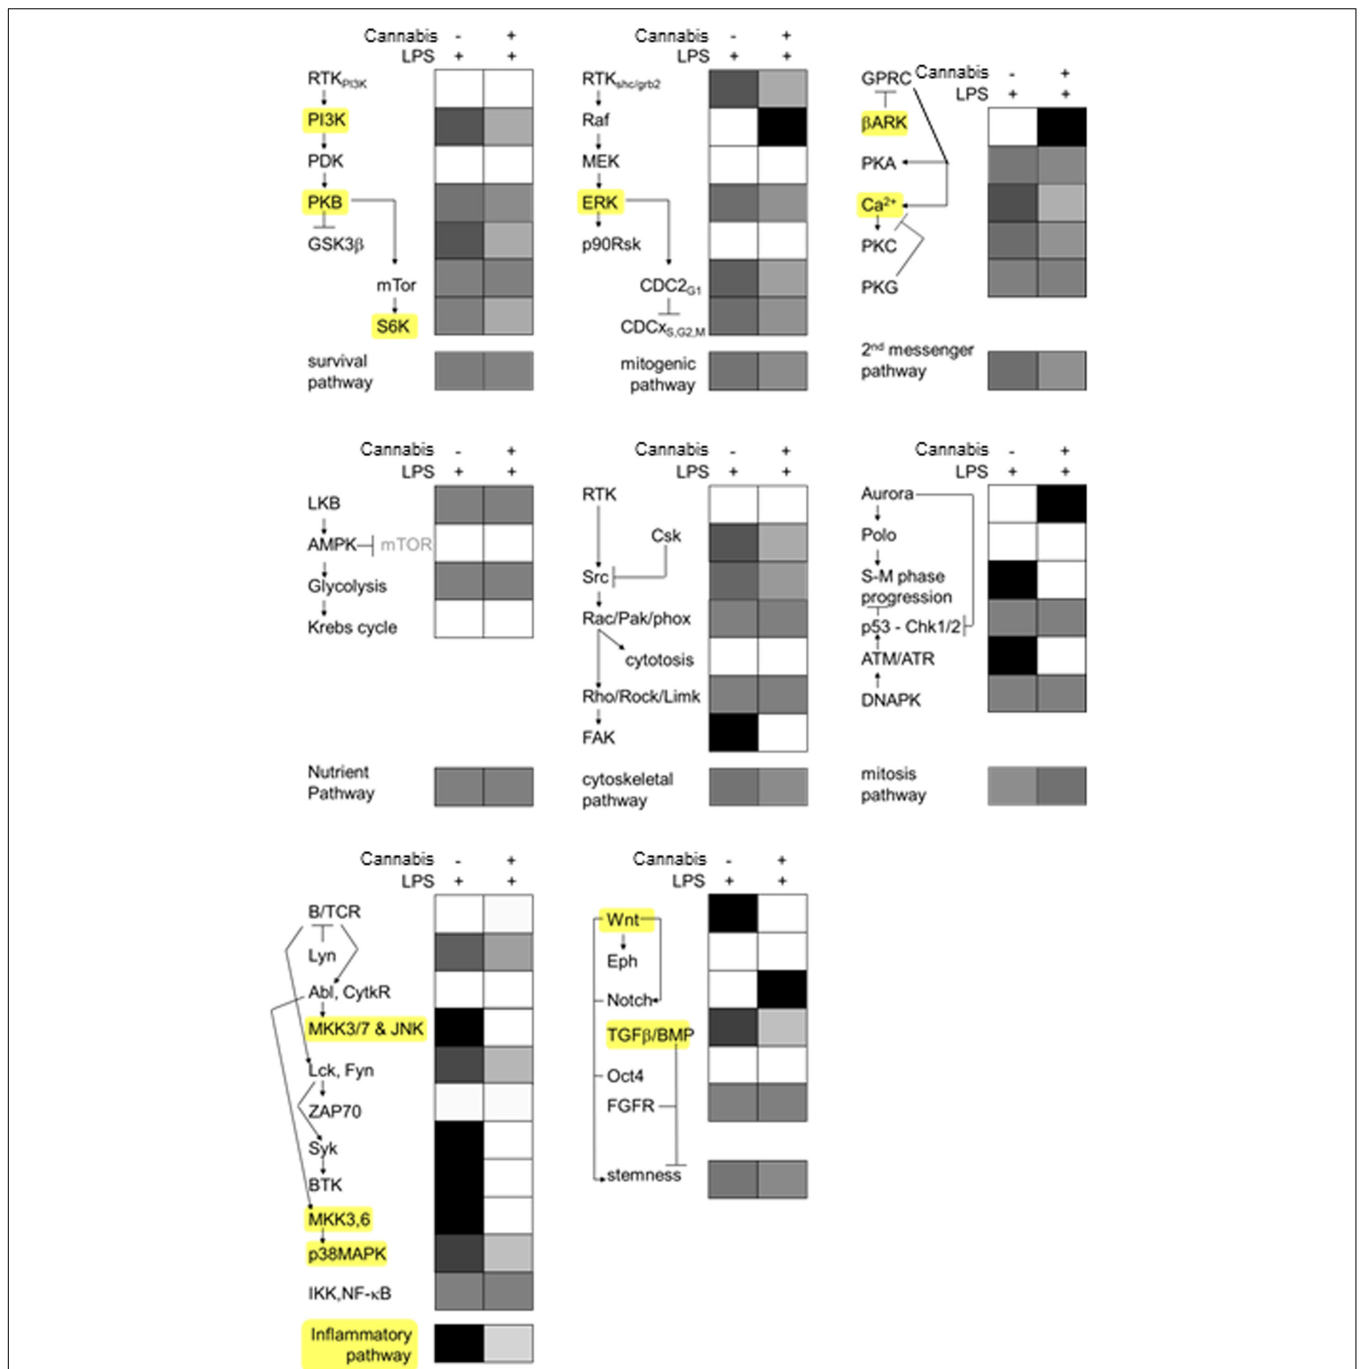 Cannabis - +
LPS + +
RTKPI3K
PI3K
PDK
PKB
GSK3β
mTor
S6K
survival
pathway
Cannabis - +
LPS + +
RTKshc/grb2
Raf
MEK
ERK
p90Rsk
CDC2G1
CDCxS,G2,M
mitogenic
pathway
GPRC
Cannabis - +
LPS + +
βARK
PKA
Ca2+
PKC
PKG
2nd messenger
pathway
Cannabis - +
LPS + +
LKB
AMPK mTOR
Glycolysis
Krebs cycle
Nutrient
Pathway
Cannabis - +
LPS + +
RTK
Csk
Src
Rac/Pak/phox
cytotosis
Rho/Rock/Limk
FAK
cytoskeletal
pathway
Cannabis - +
LPS + +
Aurora
Polo
S-M phase
progression
p53 - Chk1/2
ATM/ATR
DNAPK
mitosis
pathway
Cannabis - +
LPS + +
B/TCR
Lyn
Abl, CytkR
MKK3/7 & JNK
Lck, Fyn
ZAP70
Syk
BTK
MKK3,6
p38MAPK
IKK,NF-κB
Inflammatory
pathway
Cannabis - +
LPS + +
Wnt
Eph
Notch
TGFβ/BMP
Oct4
FGFR
stemness